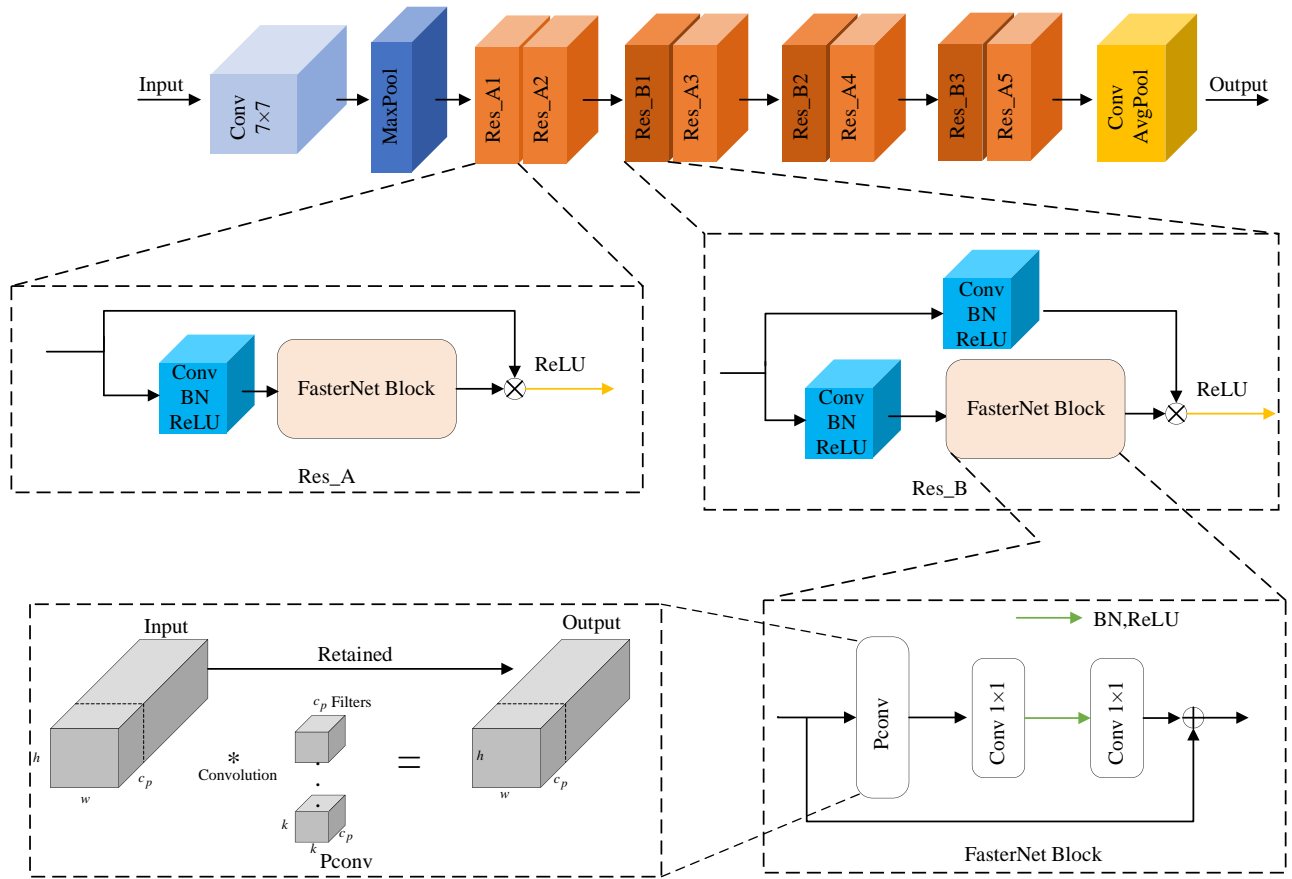 Input
Conv
7×7
MaxPool
Res_A1
Res_A2
Res_B1
Res_A3
Res_B2
Res_A4
Res_B3
Res_A5
Conv
AvgPool
Output
Conv
BN
ReLU
FasterNet Block
ReLU
Res_A
Conv
BN
ReLU
Conv
BN
ReLU
FasterNet Block
ReLU
Res_B
Input
Output
Retained
c_p Filters
h
w
c_p
*
Convolution
k
k
c_p
=
h
w
c_p
Pconv
BN,ReLU
Pconv
Conv 1×1
Conv 1×1
FasterNet Block